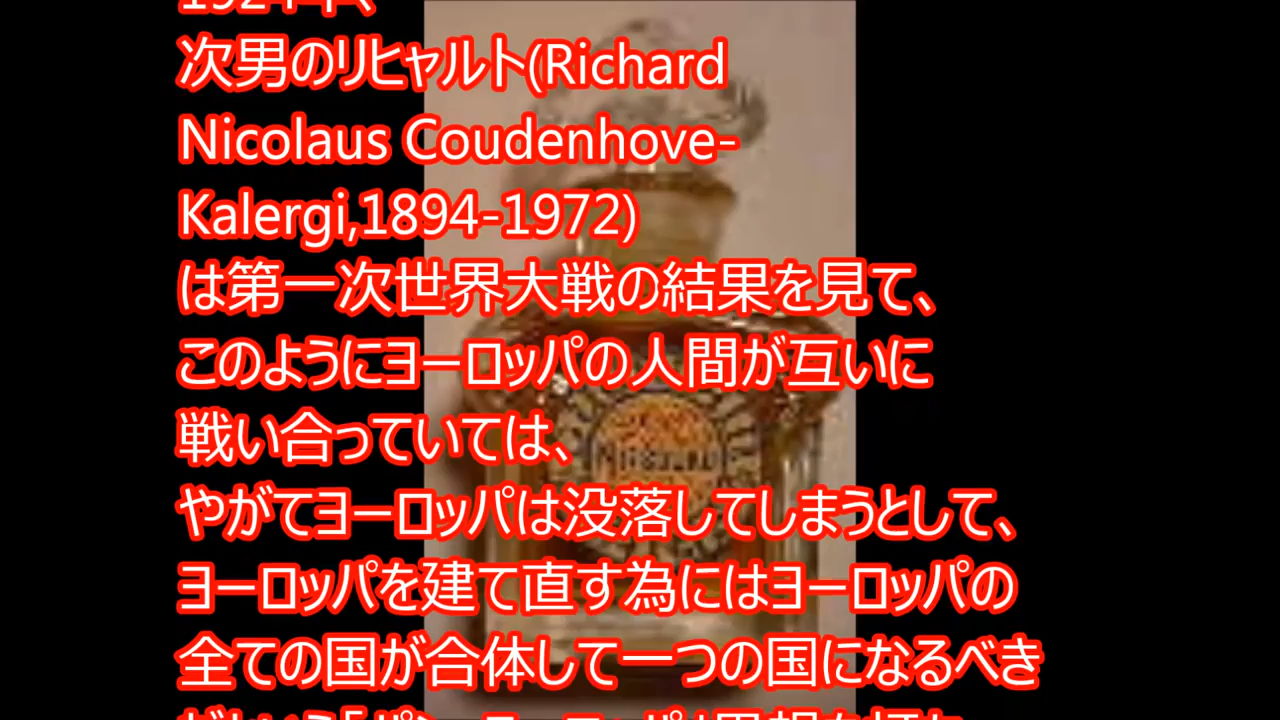 次男のリヒャルト(Richard
Nicolaus Coudenhove-
Kalergi,1894-1972)
は第一次世界大戦の結果を見て、
このようにヨーロッパの人間が互いに
戦い合っていては、
やがてヨーロッパは没落してしまうとして、
ヨーロッパを建て直す為にはヨーロッパの
全ての国が合体して一つの国になるべき